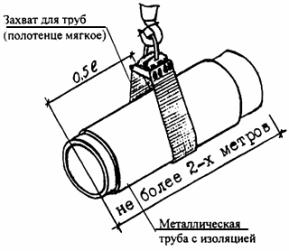 Захват для труб
(полотенце мягкое)
0,5ℓ
не более 2-х метров
Металлическая
труба с изоляцией